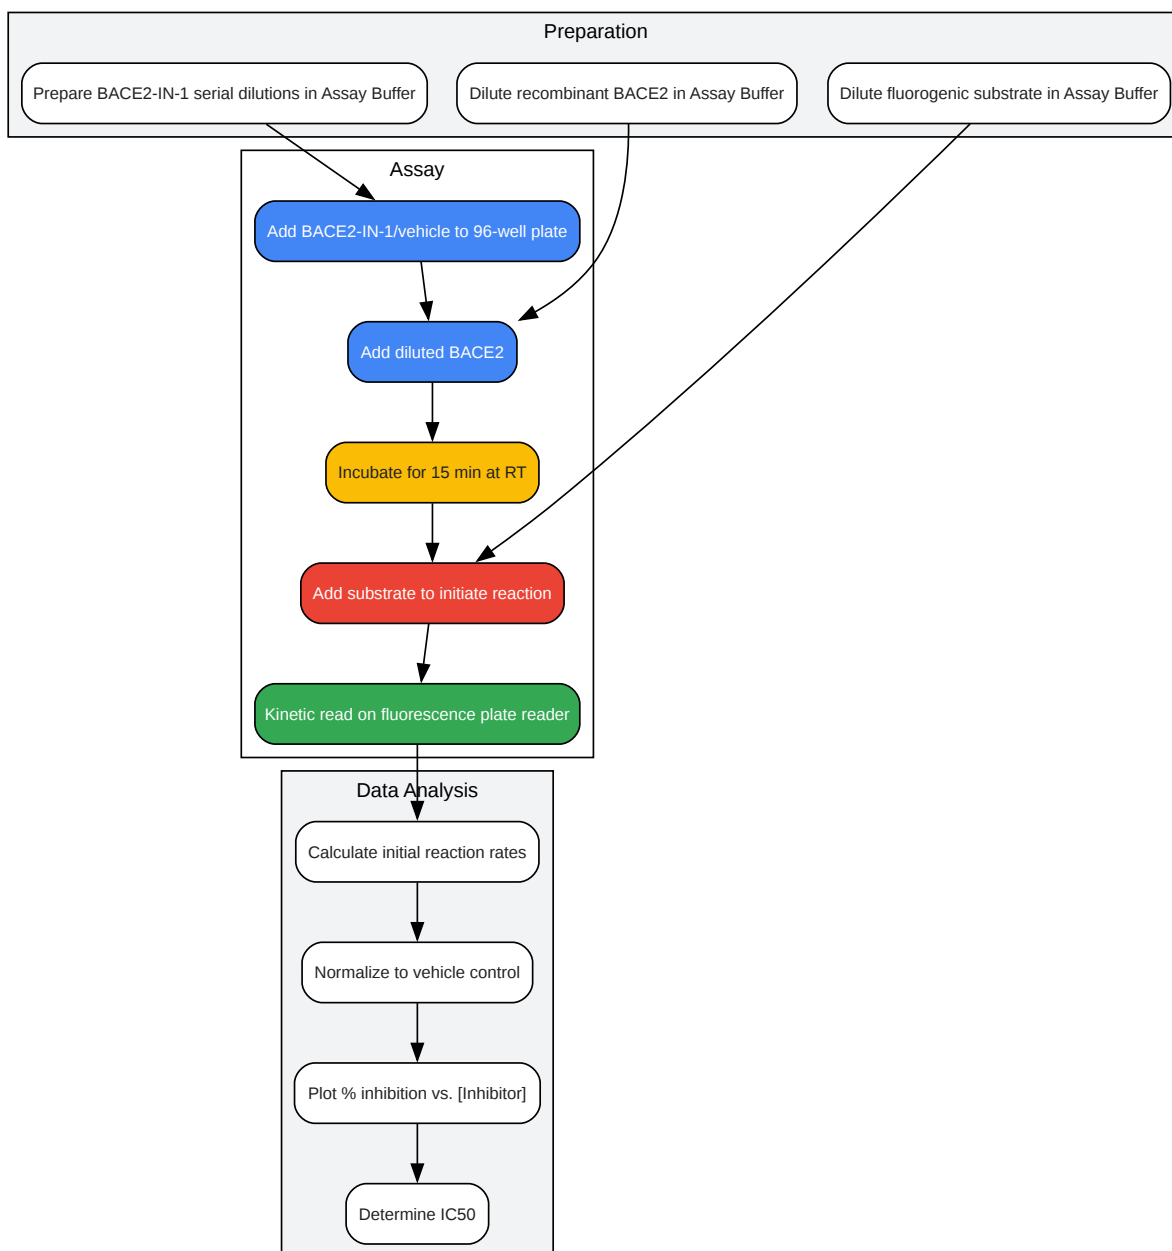 Preparation
Prepare BACE2-IN-1 serial dilutions in Assay Buffer
Dilute recombinant BACE2 in Assay Buffer
Dilute fluorogenic substrate in Assay Buffer
Assay
Add BACE2-IN-1/vehicle to 96-well plate
Add diluted BACE2
Incubate for 15 min at RT
Add substrate to initiate reaction
Kinetic read on fluorescence plate reader
Data Analysis
Calculate initial reaction rates
Normalize to vehicle control
Plot % inhibition vs. [Inhibitor]
Determine IC50